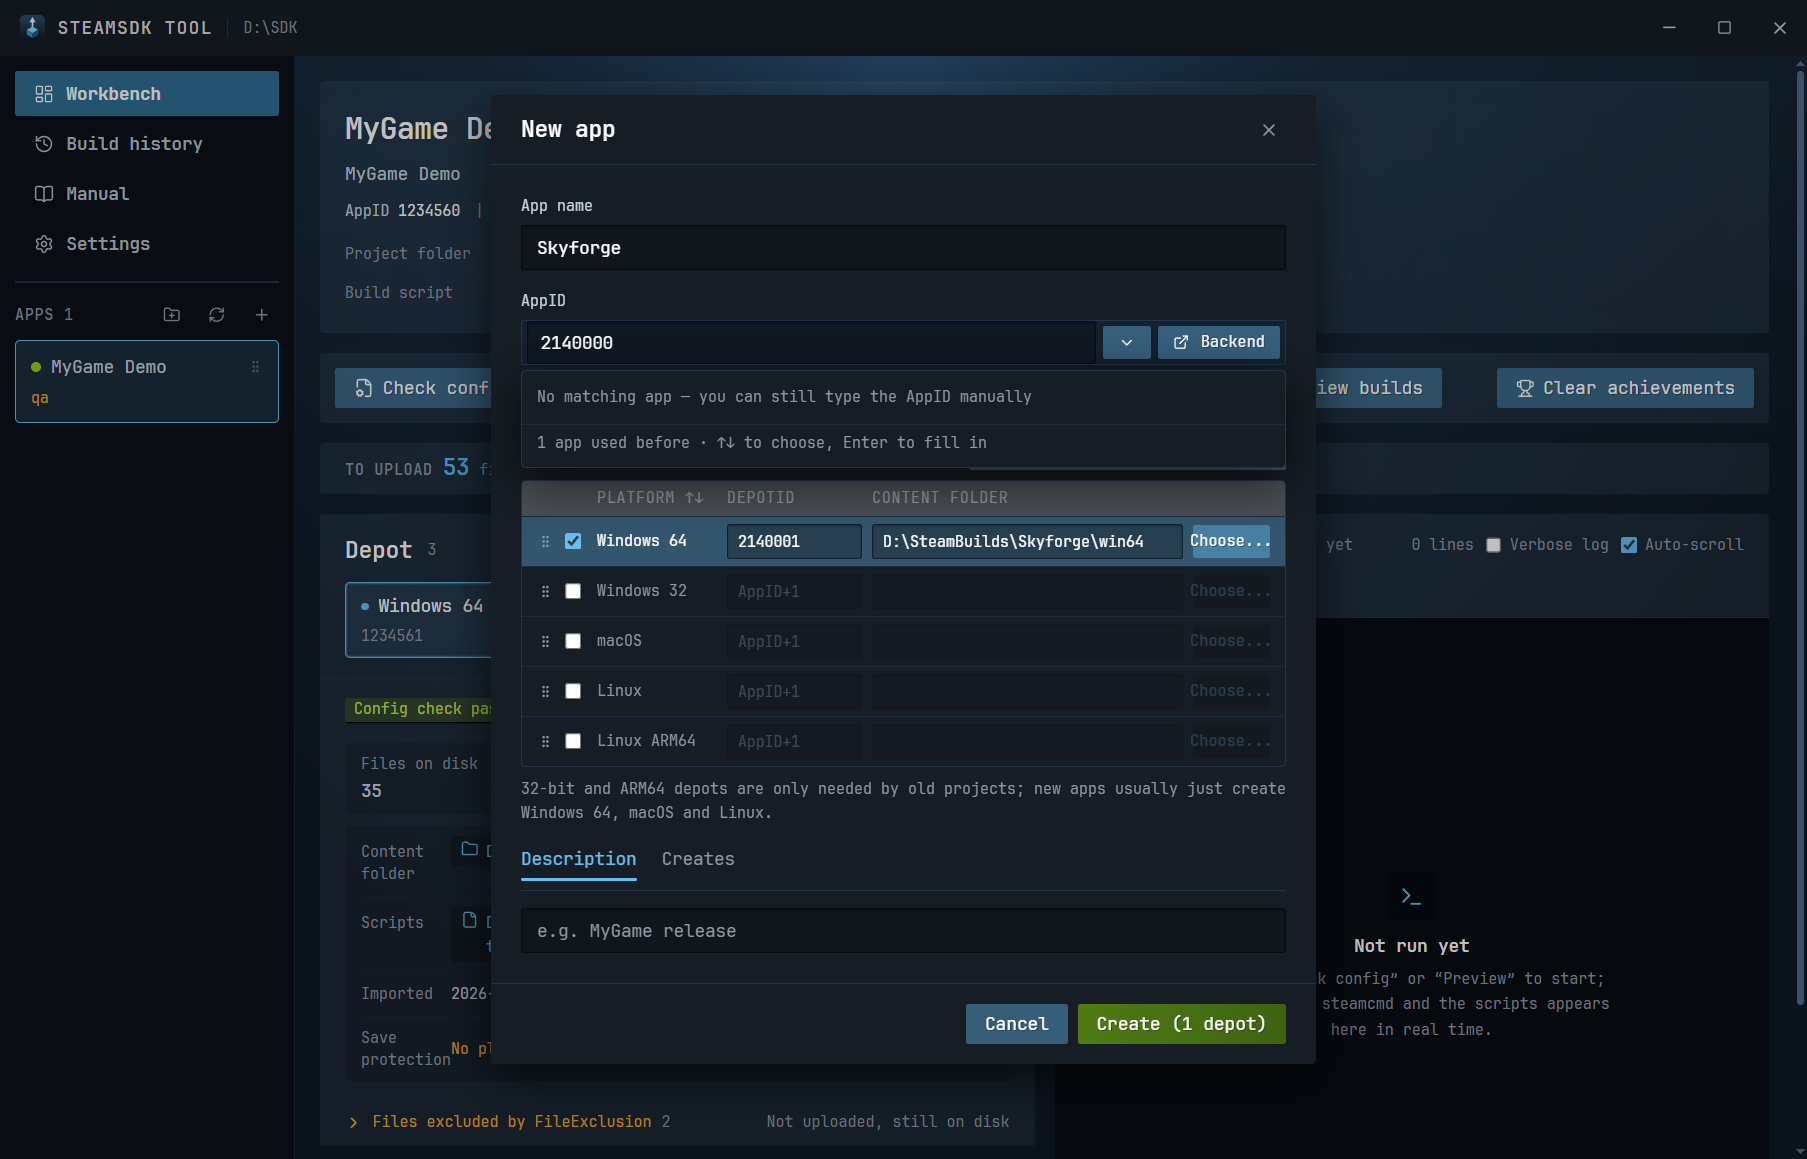 STEAMSDK TOOL
D:\SDK
Workbench
Build history
Manual
Settings
APPS 1
MyGame Demo
qa
MyGame De
MyGame Demo
AppID 1234560 |
Project folder
Build script
Check conf
iew builds
Clear achievements
TO UPLOAD 53 fi
Depot 3
Windows 64
1234561
Config check pas
Files on disk
35
Content folder
D
Scripts
D
t
Imported 2026-
Save protection
No pl
Files excluded by FileExclusion 2
Not uploaded, still on disk
yet
0 lines
Verbose log
Auto-scroll
Not run yet
k config” or “Preview” to start;
steamcmd and the scripts appears
here in real time.
New app
App name
Skyforge
AppID
2140000
Backend
No matching app — you can still type the AppID manually
1 app used before · ↑↓ to choose, Enter to fill in
PLATFORM ↑↓ DEPOTID CONTENT FOLDER
Windows 64 2140001 D:\SteamBuilds\Skyforge\win64 Choose...
Windows 32 AppID+1 Choose...
macOS AppID+1 Choose...
Linux AppID+1 Choose...
Linux ARM64 AppID+1 Choose...
32-bit and ARM64 depots are only needed by old projects; new apps usually just create
Windows 64, macOS and Linux.
Description Creates
e.g. MyGame release
Cancel
Create (1 depot)